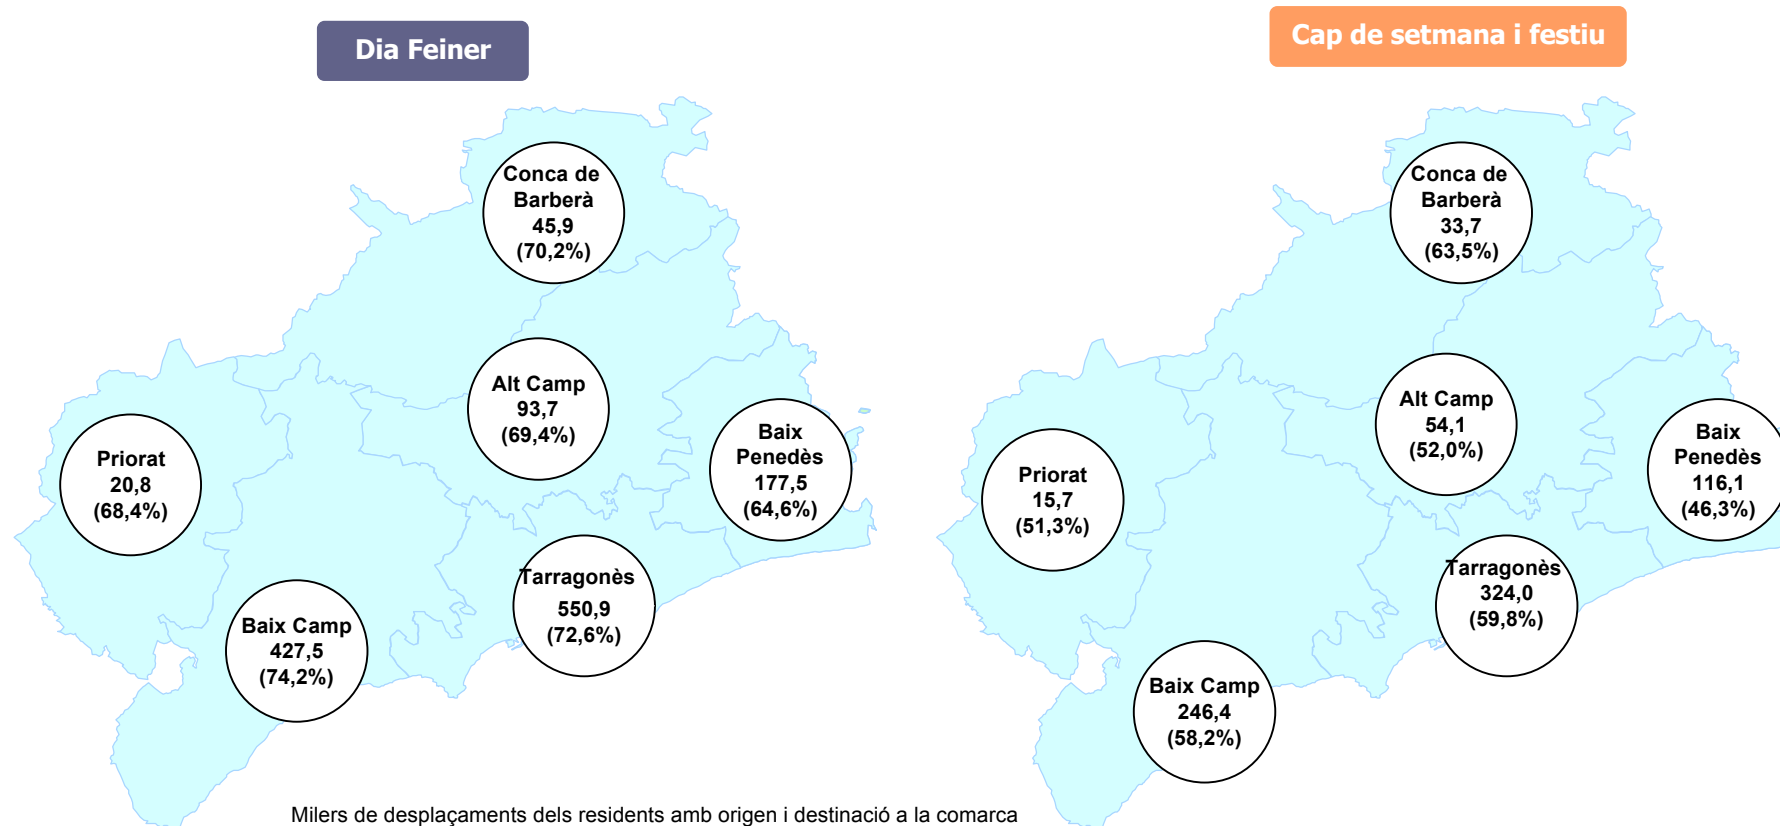 Dia Feiner
Cap de setmana i festiu
Conca de
Barberà
45,9
(70,2%)
Alt Camp
93,7
(69,4%)
Baix
Penedès
177,5
(64,6%)
Priorat
20,8
(68,4%)
Tarragonès
550,9
(72,6%)
Baix Camp
427,5
(74,2%)
Conca de
Barberà
33,7
(63,5%)
Alt Camp
54,1
(52,0%)
Baix
Penedès
116,1
(46,3%)
Priorat
15,7
(51,3%)
Tarragonès
324,0
(59,8%)
Baix Camp
246,4
(58,2%)
Milers de desplaçaments dels residents amb origen i destinació a la comarca